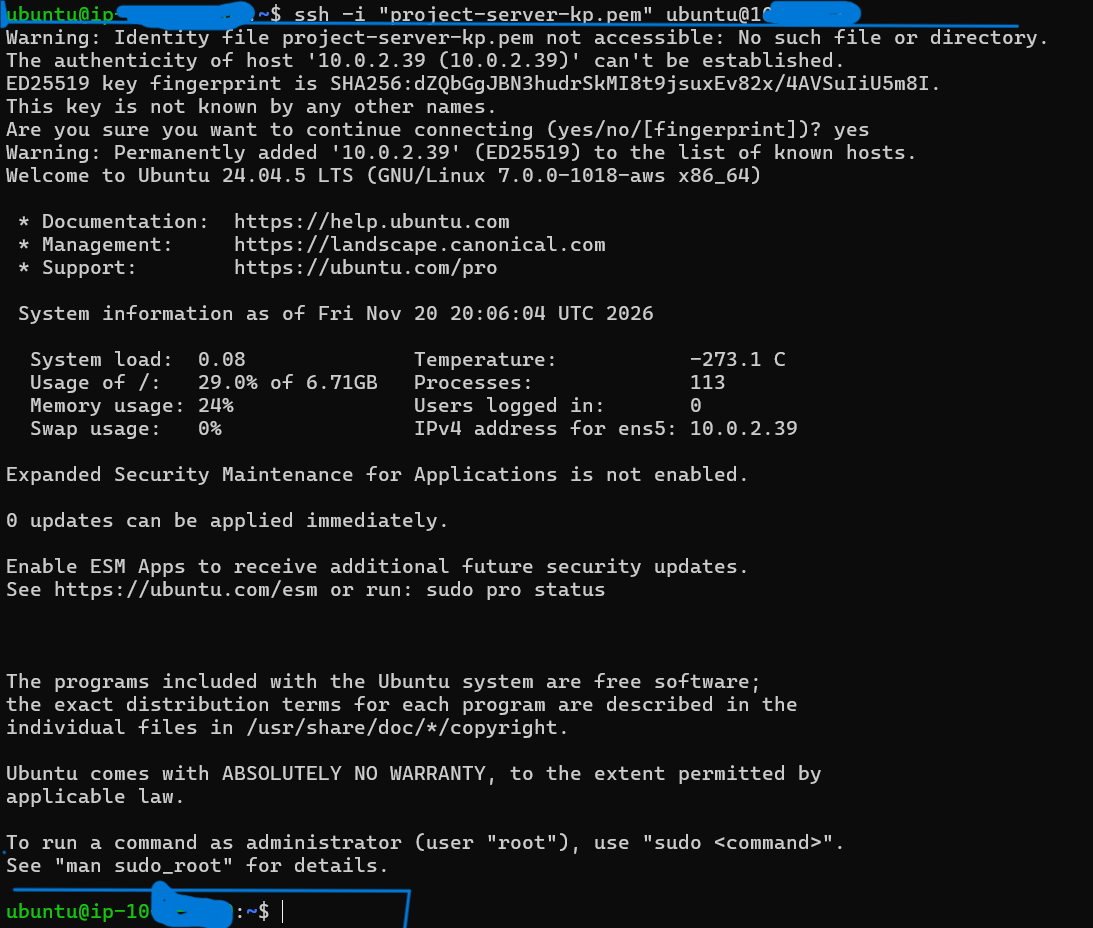 ubuntu@ip- :~$ ssh -i "project-server-kp.pem" ubuntu@10
Warning: Identity file project-server-kp.pem not accessible: No such file or directory.
The authenticity of host '10.0.2.39 (10.0.2.39)' can't be established.
ED25519 key fingerprint is SHA256:dZQbGgJBN3hudrSkMI8t9jsuxEv82x/4AVSuIiU5m8I.
This key is not known by any other names.
Are you sure you want to continue connecting (yes/no/[fingerprint])? yes
Warning: Permanently added '10.0.2.39' (ED25519) to the list of known hosts.
Welcome to Ubuntu 24.04.5 LTS (GNU/Linux 7.0.0-1018-aws x86_64)
* Documentation: https://help.ubuntu.com
* Management: https://landscape.canonical.com
* Support: https://ubuntu.com/pro
System information as of Fri Nov 20 20:06:04 UTC 2026
System load: 0.08 Temperature: -273.1 C
Usage of /: 29.0% of 6.71GB Processes: 113
Memory usage: 24% Users logged in: 0
Swap usage: 0% IPv4 address for ens5: 10.0.2.39
Expanded Security Maintenance for Applications is not enabled.
0 updates can be applied immediately.
Enable ESM Apps to receive additional future security updates.
See https://ubuntu.com/esm or run: sudo pro status
The programs included with the Ubuntu system are free software;
the exact distribution terms for each program are described in the
individual files in /usr/share/doc/*/copyright.
Ubuntu comes with ABSOLUTELY NO WARRANTY, to the extent permitted by
applicable law.
To run a command as administrator (user "root"), use "sudo <command>".
See "man sudo_root" for details.
ubuntu@ip-10 :~$